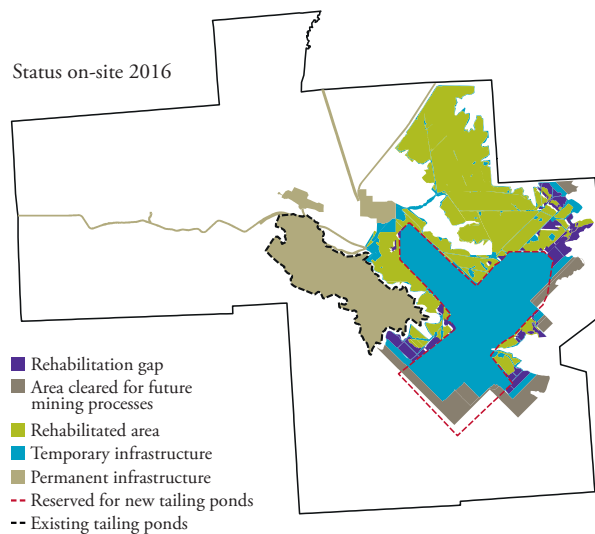 Status on-site 2016
Rehabilitation gap
Area cleared for future
mining processes
Rehabilitated area
Temporary infrastructure
Permanent infrastructure
Reserved for new tailing ponds
Existing tailing ponds